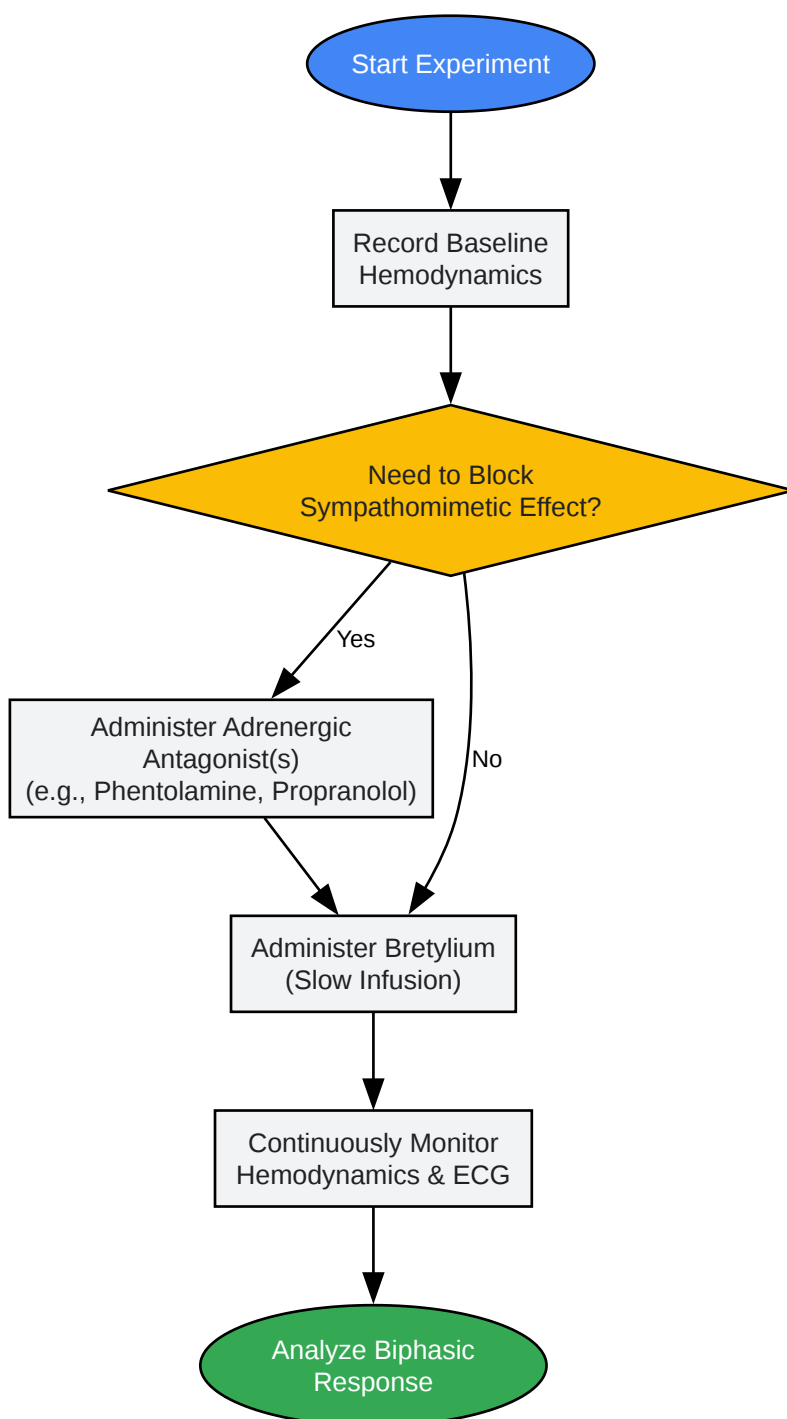 Start Experiment
Record Baseline
Hemodynamics
Need to Block
Sympathomimetic Effect?
Yes
Administer Adrenergic
Antagonist(s)
(e.g., Phentolamine, Propranolol)
No
Administer Bretylium
(Slow Infusion)
Continuously Monitor
Hemodynamics & ECG
Analyze Biphasic
Response